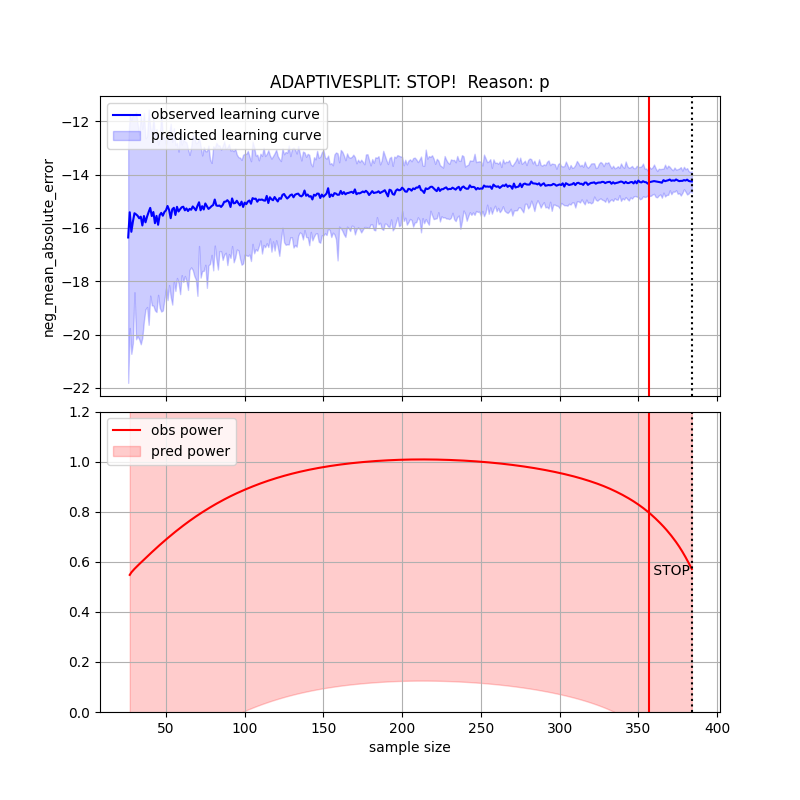 ADAPTIVESPLIT: STOP!  Reason: p
observed learning curve
predicted learning curve
neg_mean_absolute_error
−12
−14
−16
−18
−20
−22
obs power
pred power
1.2
1.0
0.8
0.6
0.4
0.2
0.0
STOP
50 100 150 200 250 300 350 400
sample size